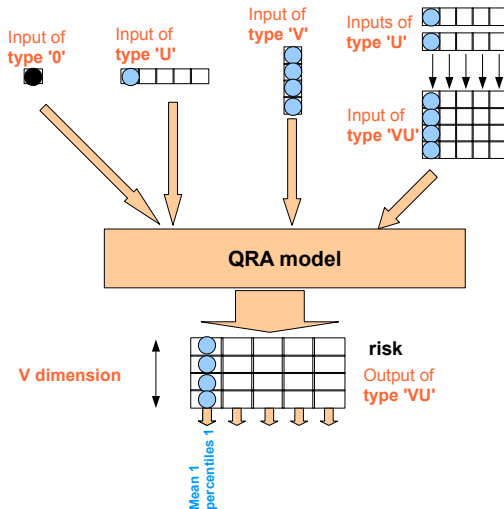 Input of
type '0'
Input of
type 'U'
Input of
type 'V'
Inputs of
type 'U'
Input of
type 'VU'
QRA model
V dimension
risk
Output of
type 'VU'
Mean 1
percentiles 1